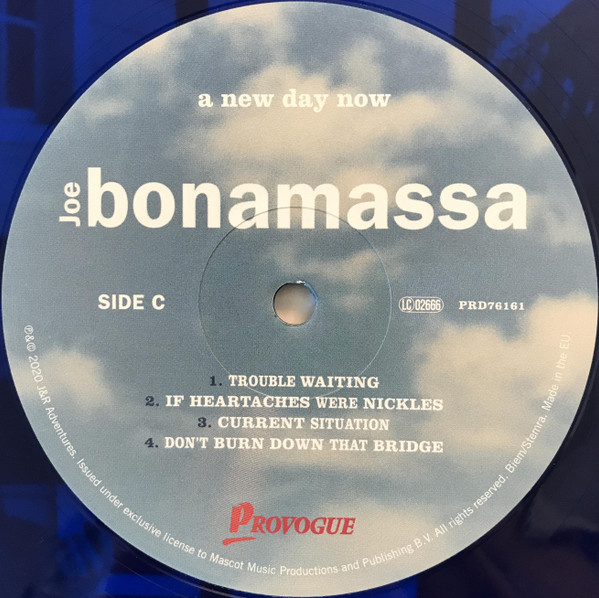 a new day now
Joe bonamassa
SIDE C
LC 02666
PRD76161
1. TROUBLE WAITING
2. IF HEARTACHES WERE NICKLES
3. CURRENT SITUATION
4. DON'T BURN DOWN THAT BRIDGE
PROVOGUE
℗&© 2020 J&R Adventures. Issued under exclusive license to Mascot Music Productions and Publishing B.V. All rights reserved. Biem/Stemra. Made in the EU